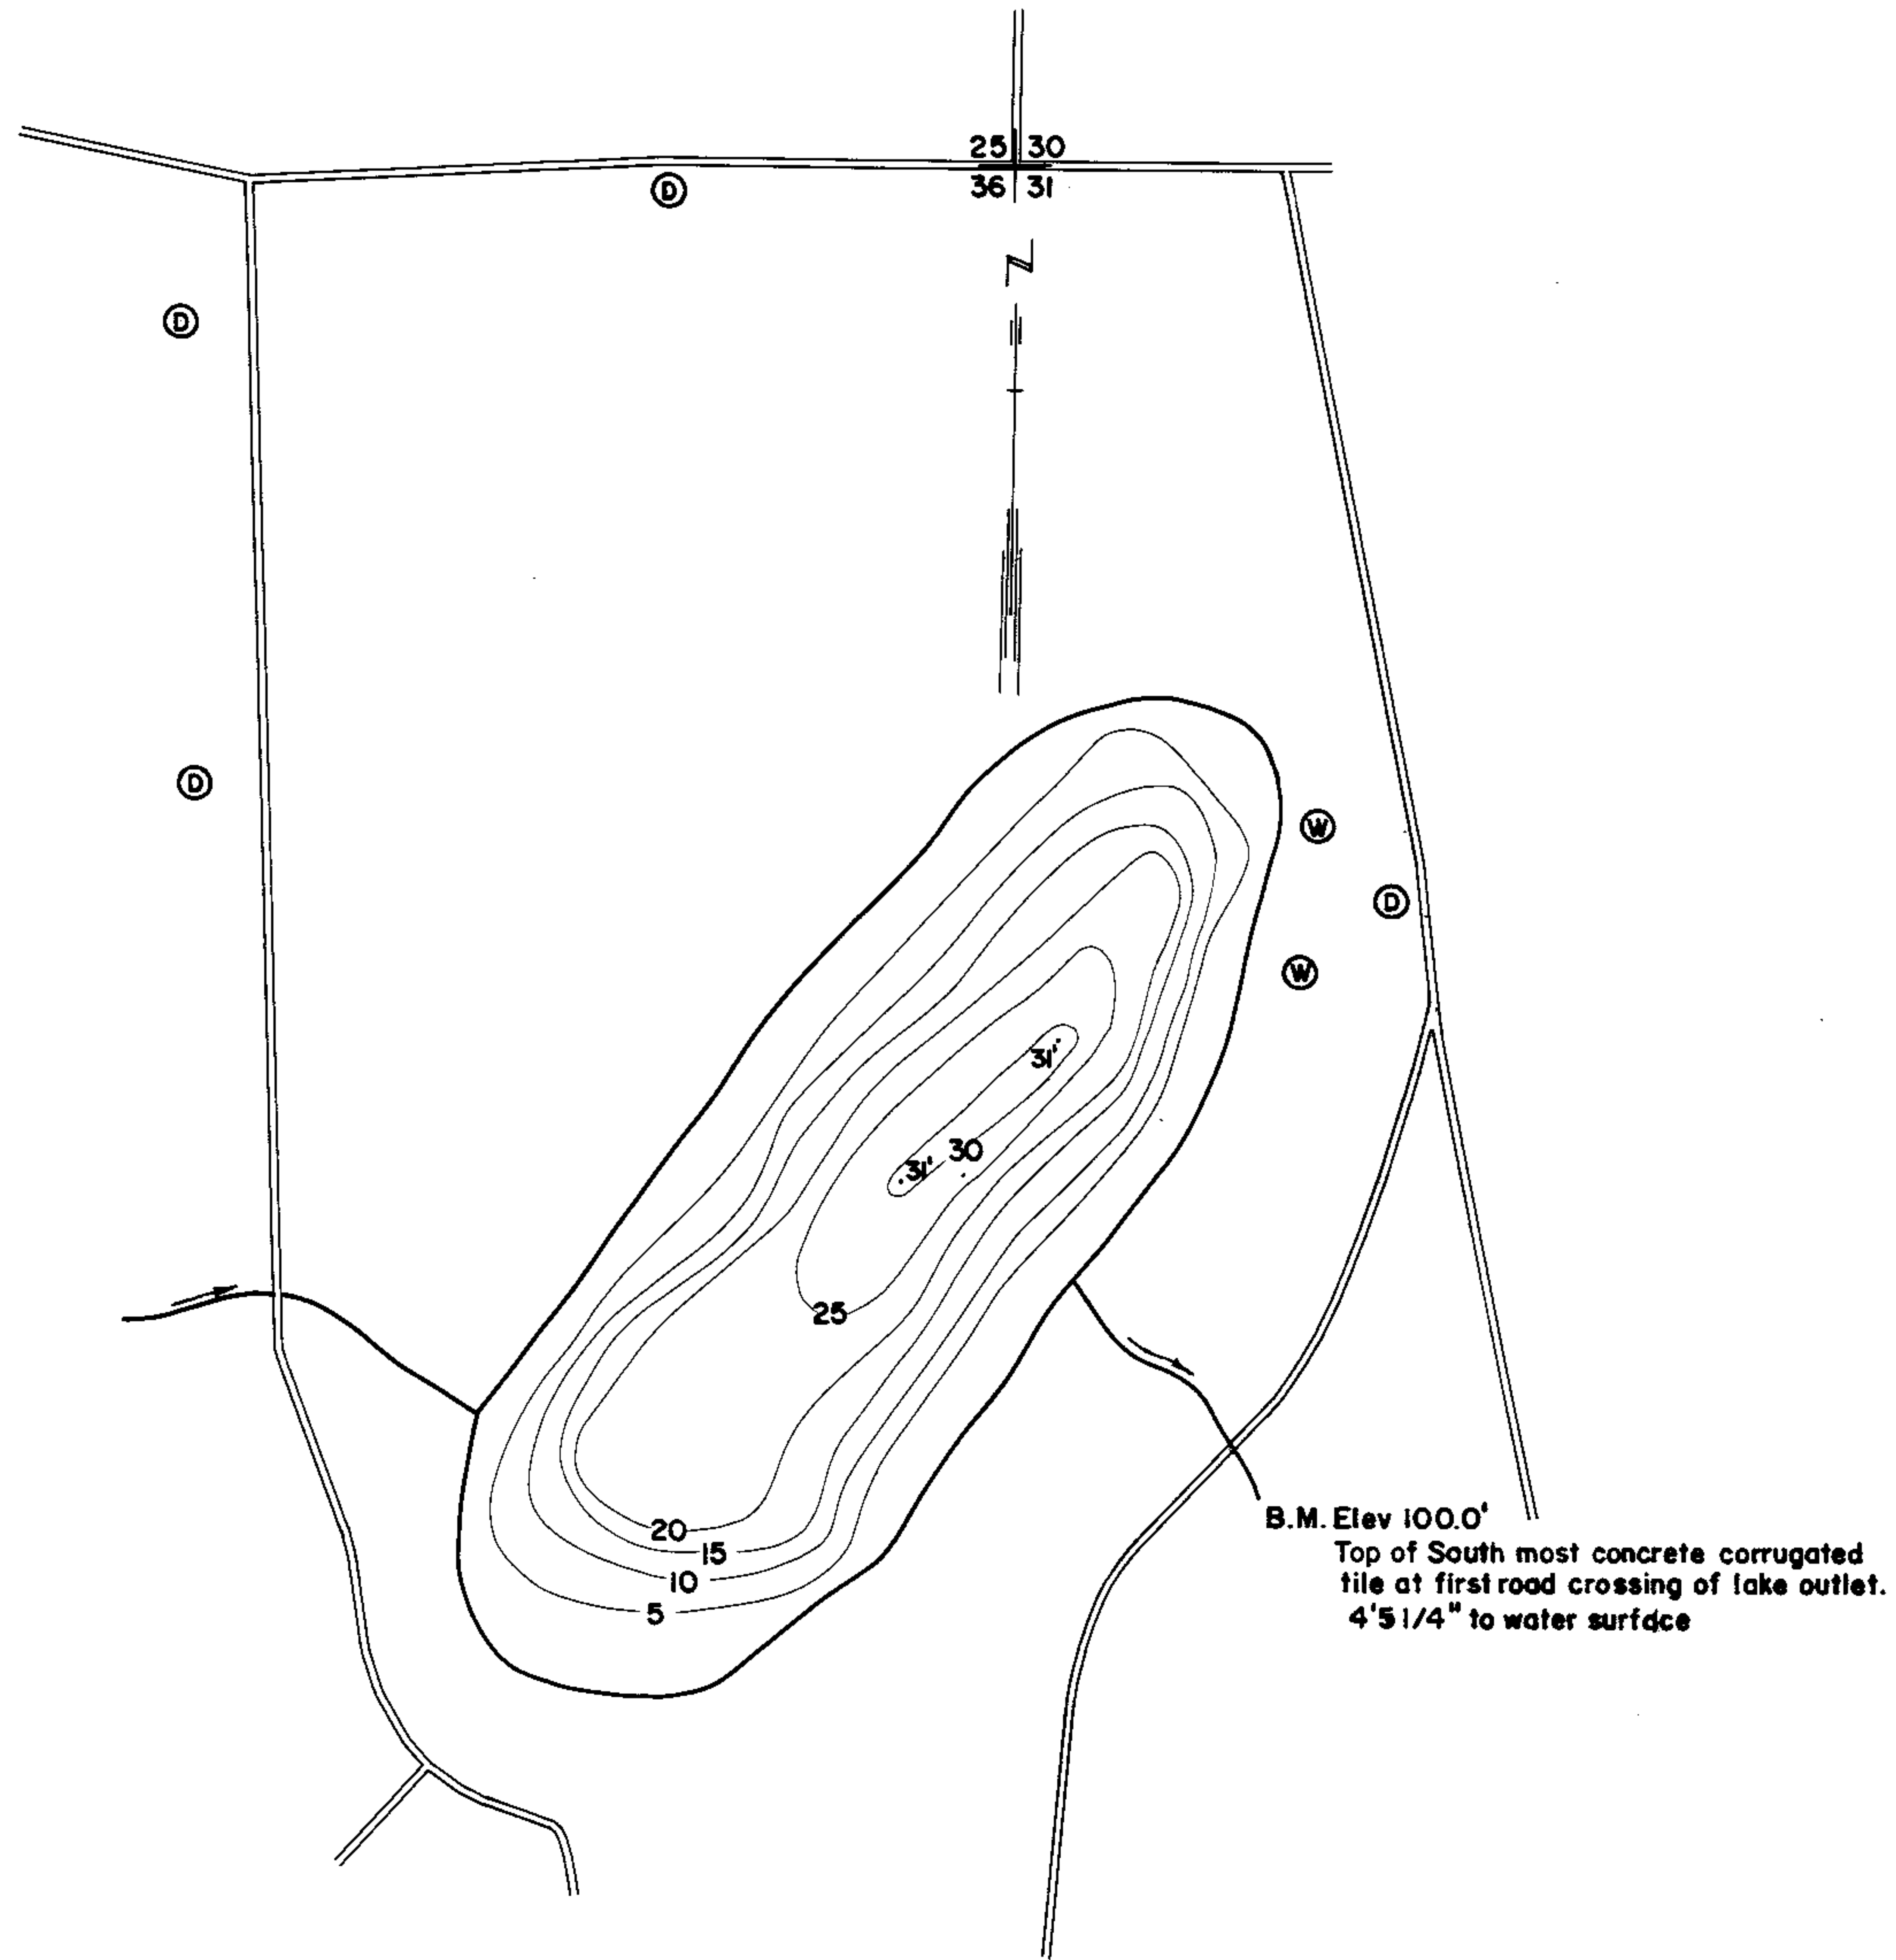 25 30
36 31
D
N
D
D
W
D
W
31'
30
31'
25
20
15
10
5
B.M. Elev 100.0'
Top of South most concrete corrugated
tile at first road crossing of lake outlet.
4'5 1/4" to water surface